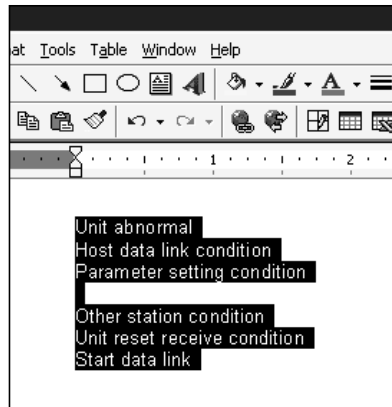 at Tools Table Window Help
A
1 2
Unit abnormal
Host data link condition
Parameter setting condition
Other station condition
Unit reset receive condition
Start data link